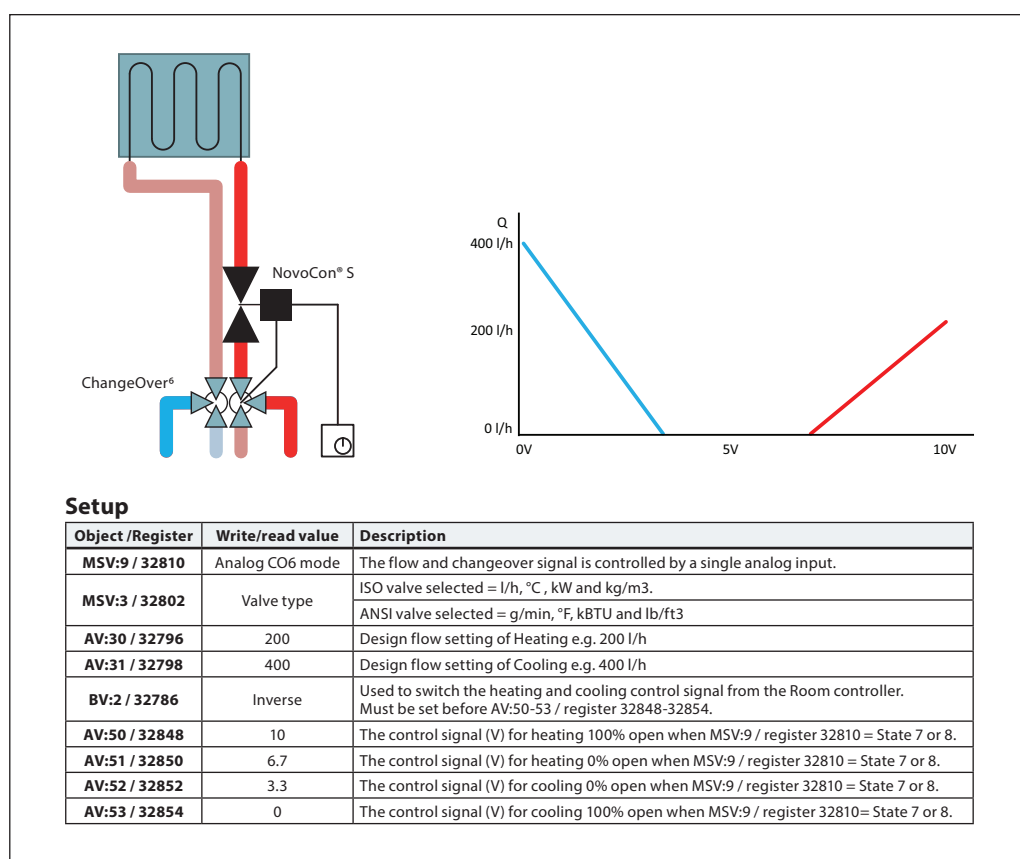 NovoCon® S
ChangeOver⁶
Q
400 l/h
200 l/h
0 l/h
0V
5V
10V
Setup
Object /Register Write/read value Description
MSV:9 / 32810 Analog CO6 mode The flow and changeover signal is controlled by a single analog input.
MSV:3 / 32802 Valve type ISO valve selected = l/h, °C , kW and kg/m3.
ANSI valve selected = g/min, °F, kBTU and lb/ft3
AV:30 / 32796 200 Design flow setting of Heating e.g. 200 l/h
AV:31 / 32798 400 Design flow setting of Cooling e.g. 400 l/h
BV:2 / 32786 Inverse Used to switch the heating and cooling control signal from the Room controller.
Must be set before AV:50-53 / register 32848-32854.
AV:50 / 32848 10 The control signal (V) for heating 100% open when MSV:9 / register 32810 = State 7 or 8.
AV:51 / 32850 6.7 The control signal (V) for heating 0% open when MSV:9 / register 32810 = State 7 or 8.
AV:52 / 32852 3.3 The control signal (V) for cooling 0% open when MSV:9 / register 32810 = State 7 or 8.
AV:53 / 32854 0 The control signal (V) for cooling 100% open when MSV:9 / register 32810= State 7 or 8.